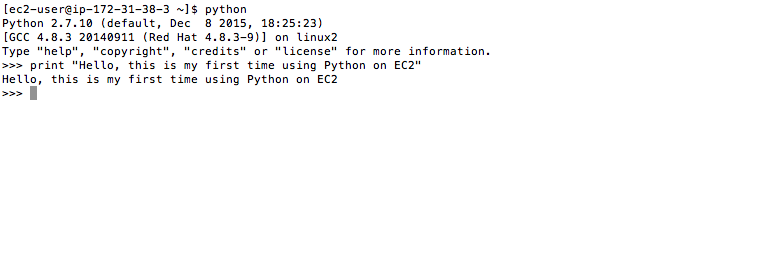 [ec2-user@ip-172-31-38-3 ~]$ python
Python 2.7.10 (default, Dec  8 2015, 18:25:23)
[GCC 4.8.3 20140911 (Red Hat 4.8.3-9)] on linux2
Type "help", "copyright", "credits" or "license" for more information.
>>> print "Hello, this is my first time using Python on EC2"
Hello, this is my first time using Python on EC2
>>>